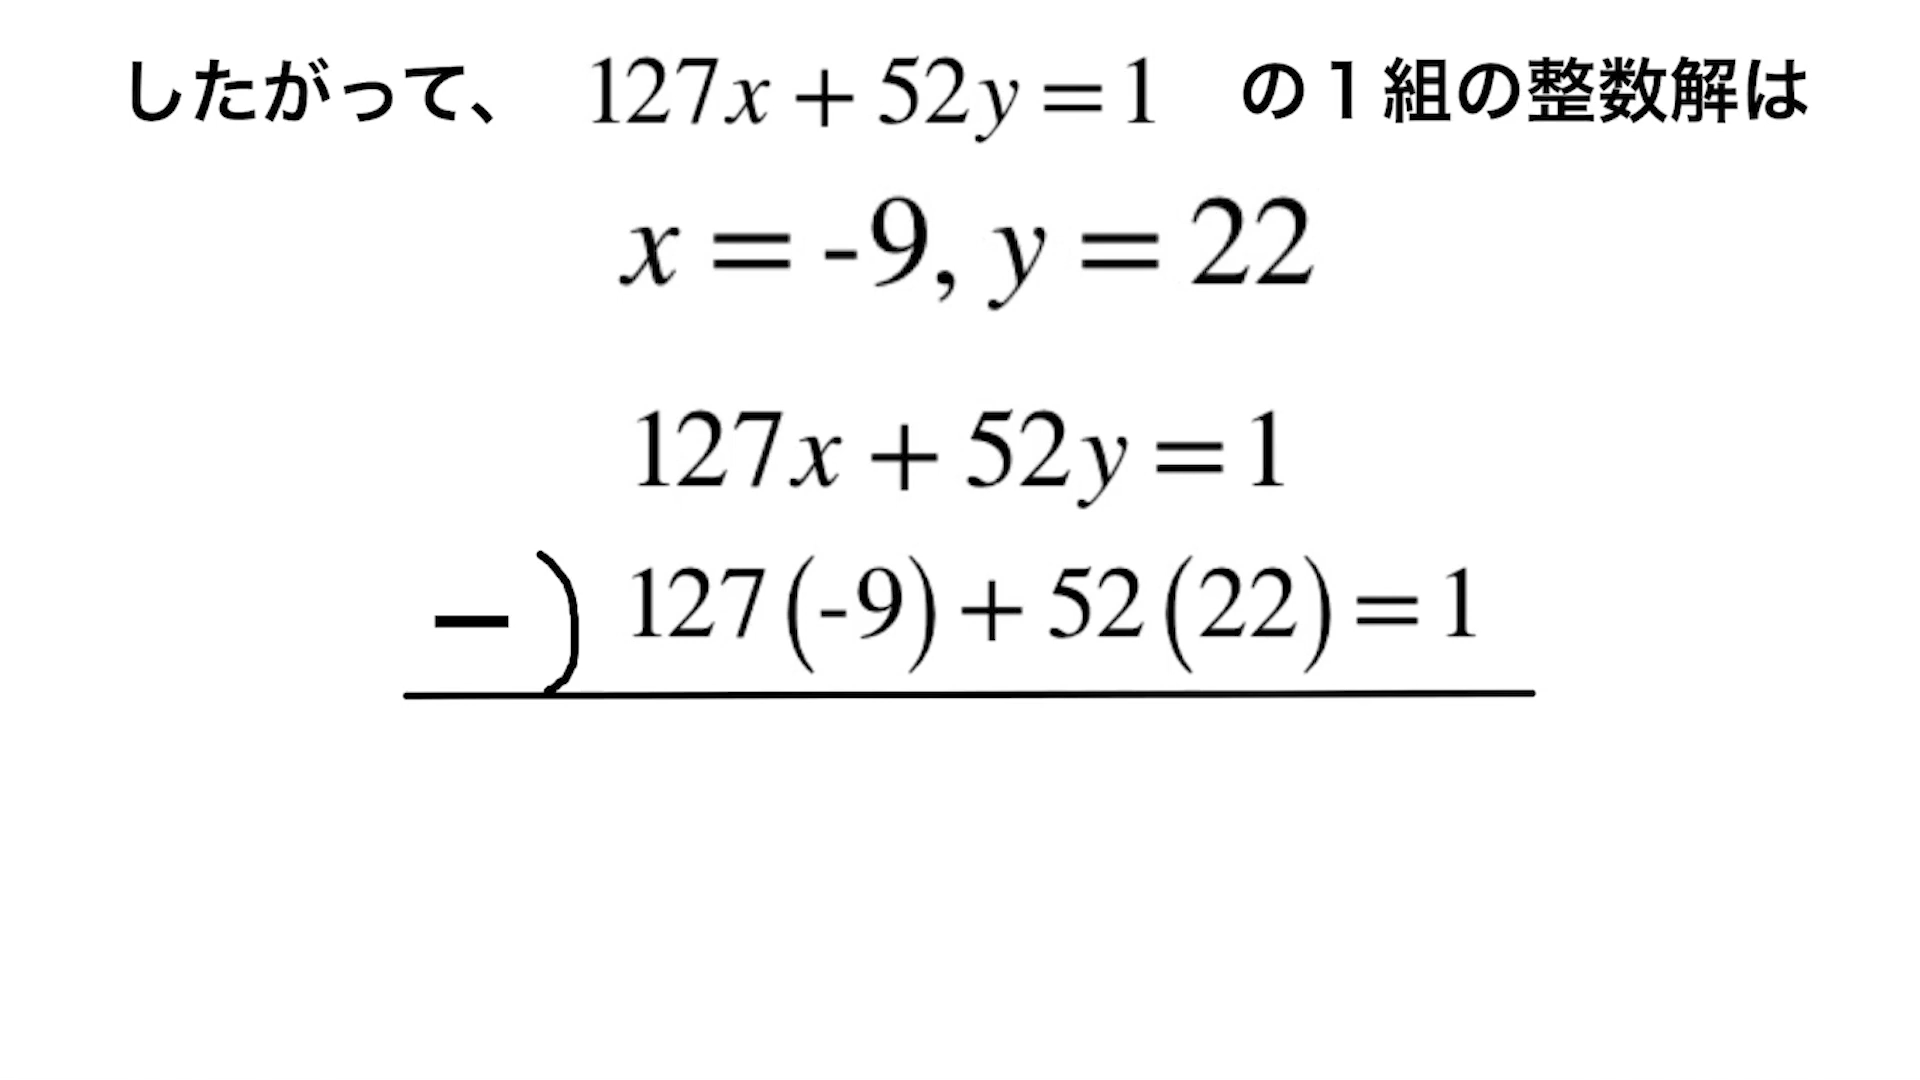 したがって、 127x + 52y = 1 の１組の整数解は
x = -9, y = 22
127x + 52y = 1
−) 127(-9) + 52(22) = 1